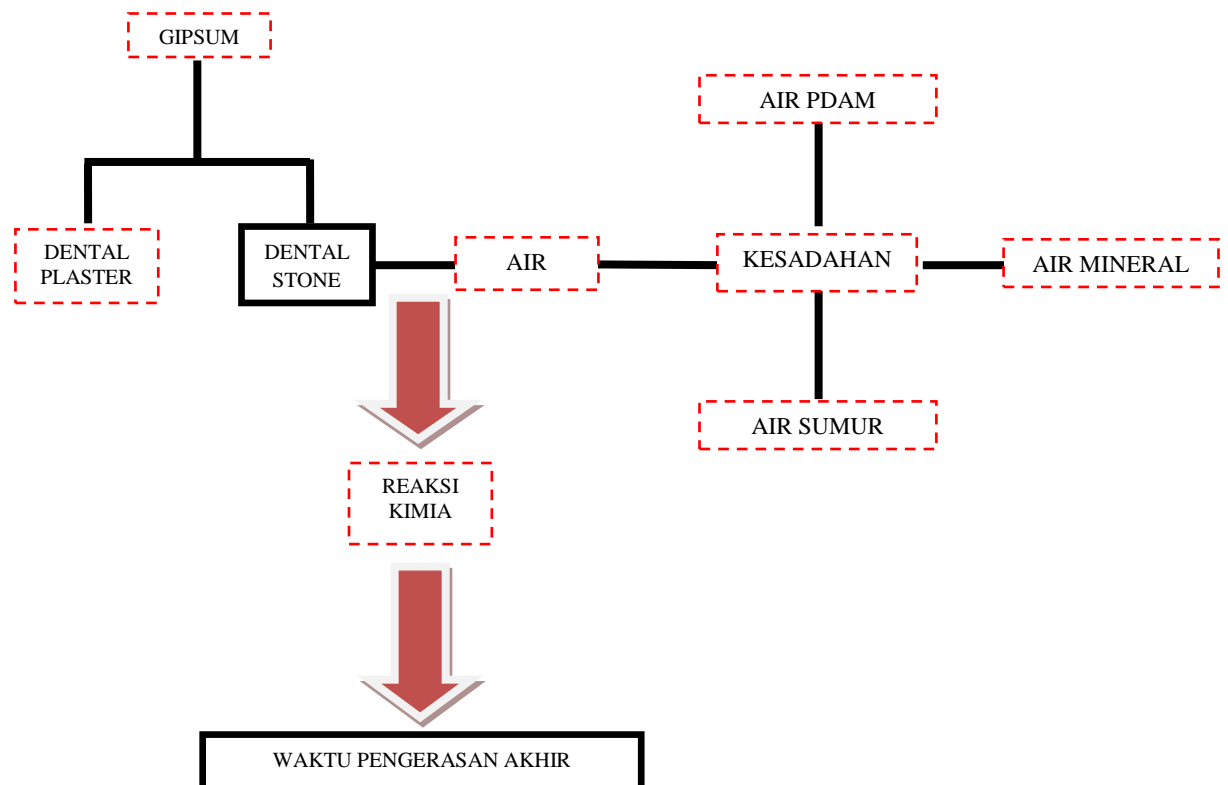 GIPSUM
AIR PDAM
DENTAL
PLASTER
DENTAL
STONE
AIR
KESADAHAN
AIR MINERAL
AIR SUMUR
REAKSI
KIMIA
WAKTU PENGERASAN AKHIR